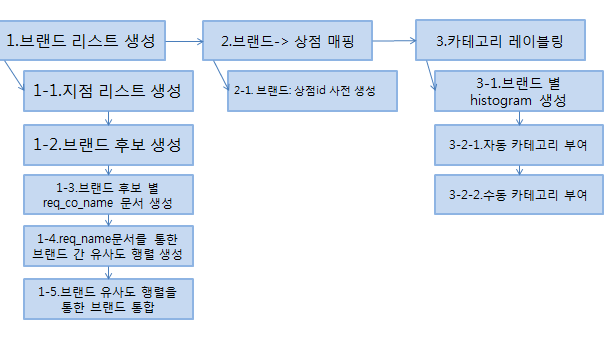 1.브랜드 리스트 생성
1-1.지점 리스트 생성
1-2.브랜드 후보 생성
1-3.브랜드 후보 별
req_co_name 문서 생성
1-4.req_name문서를 통한
브랜드 간 유사도 행렬 생성
1-5.브랜드 유사도 행렬을
통한 브랜드 통합
2.브랜드-> 상점 매핑
2-1. 브랜드: 상점id 사전 생성
3.카테고리 레이블링
3-1.브랜드 별
histogram 생성
3-2-1.자동 카테고리 부여
3-2-2.수동 카테고리 부여